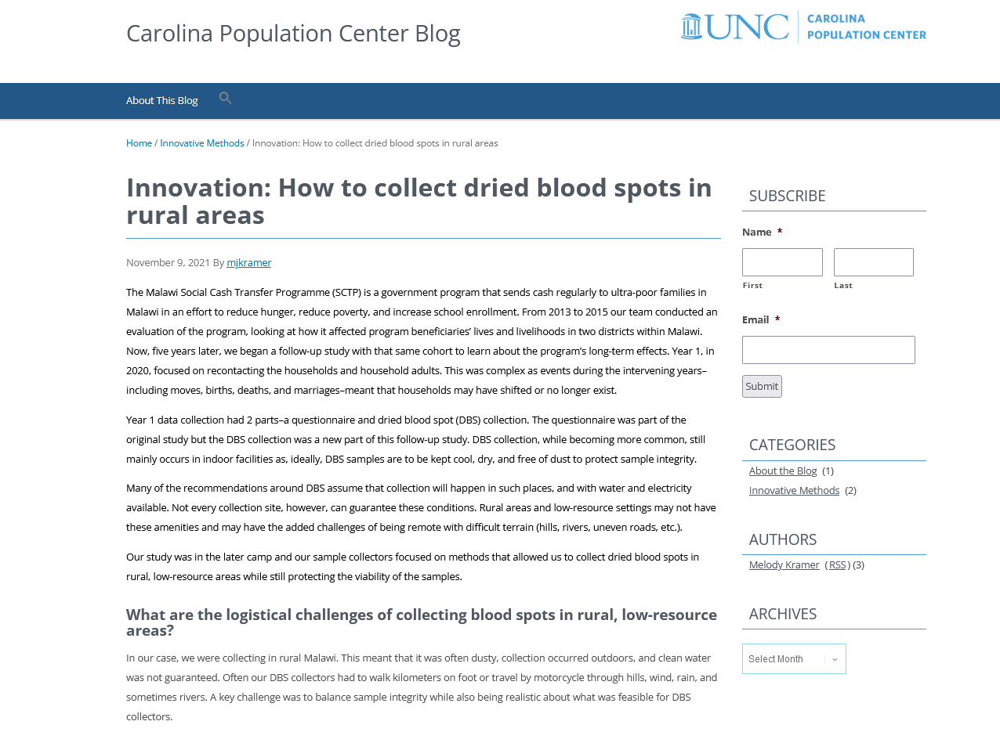 Carolina Population Center Blog
UNC
CAROLINA
POPULATION CENTER
About This Blog
Home / Innovative Methods / Innovation: How to collect dried blood spots in rural areas
Innovation: How to collect dried blood spots in
rural areas
November 9, 2021 By mjkramer
The Malawi Social Cash Transfer Programme (SCTP) is a government program that sends cash regularly to ultra-poor families in
Malawi in an effort to reduce hunger, reduce poverty, and increase school enrollment. From 2013 to 2015 our team conducted an
evaluation of the program, looking at how it affected program beneficiaries’ lives and livelihoods in two districts within Malawi.
Now, five years later, we began a follow-up study with that same cohort to learn about the program’s long-term effects. Year 1, in
2020, focused on recontacting the households and household adults. This was complex as events during the intervening years–
including moves, births, deaths, and marriages–meant that households may have shifted or no longer exist.
Year 1 data collection had 2 parts–a questionnaire and dried blood spot (DBS) collection. The questionnaire was part of the
original study but the DBS collection was a new part of this follow-up study. DBS collection, while becoming more common, still
mainly occurs in indoor facilities as, ideally, DBS samples are to be kept cool, dry, and free of dust to protect sample integrity.
Many of the recommendations around DBS assume that collection will happen in such places, and with water and electricity
available. Not every collection site, however, can guarantee these conditions. Rural areas and low-resource settings may not have
these amenities and may have the added challenges of being remote with difficult terrain (hills, rivers, uneven roads, etc.).
Our study was in the later camp and our sample collectors focused on methods that allowed us to collect dried blood spots in
rural, low-resource areas while still protecting the viability of the samples.
What are the logistical challenges of collecting blood spots in rural, low-resource
areas?
In our case, we were collecting in rural Malawi. This meant that it was often dusty, collection occurred outdoors, and clean water
was not guaranteed. Often our DBS collectors had to walk kilometers on foot or travel by motorcycle through hills, wind, rain, and
sometimes rivers. A key challenge was to balance sample integrity while also being realistic about what was feasible for DBS
collectors.
SUBSCRIBE
Name *
First Last
Email *
Submit
CATEGORIES
About the Blog (1)
Innovative Methods (2)
AUTHORS
Melody Kramer (RSS) (3)
ARCHIVES
Select Month